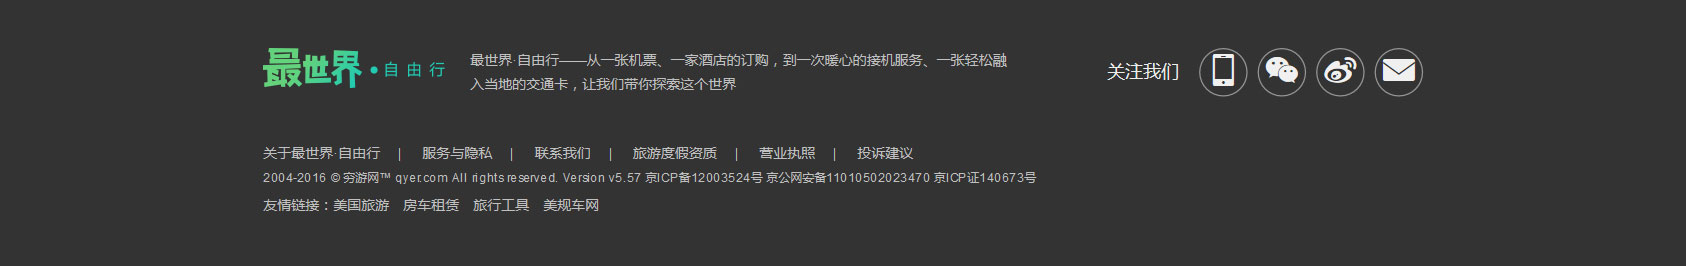 最世界·自由行
最世界·自由行——从一张机票、一家酒店的订购，到一次暖心的接机服务、一张轻松融
入当地的交通卡，让我们带你探索这个世界
关注我们
关于最世界·自由行 | 服务与隐私 | 联系我们 | 旅游度假资质 | 营业执照 | 投诉建议
2004-2016 © 穷游网™ qyer.com All rights reserved. Version v5.57 京ICP备12003524号 京公网安备11010502023470 京ICP证140673号
友情链接：美国旅游 房车租赁 旅行工具 美规车网